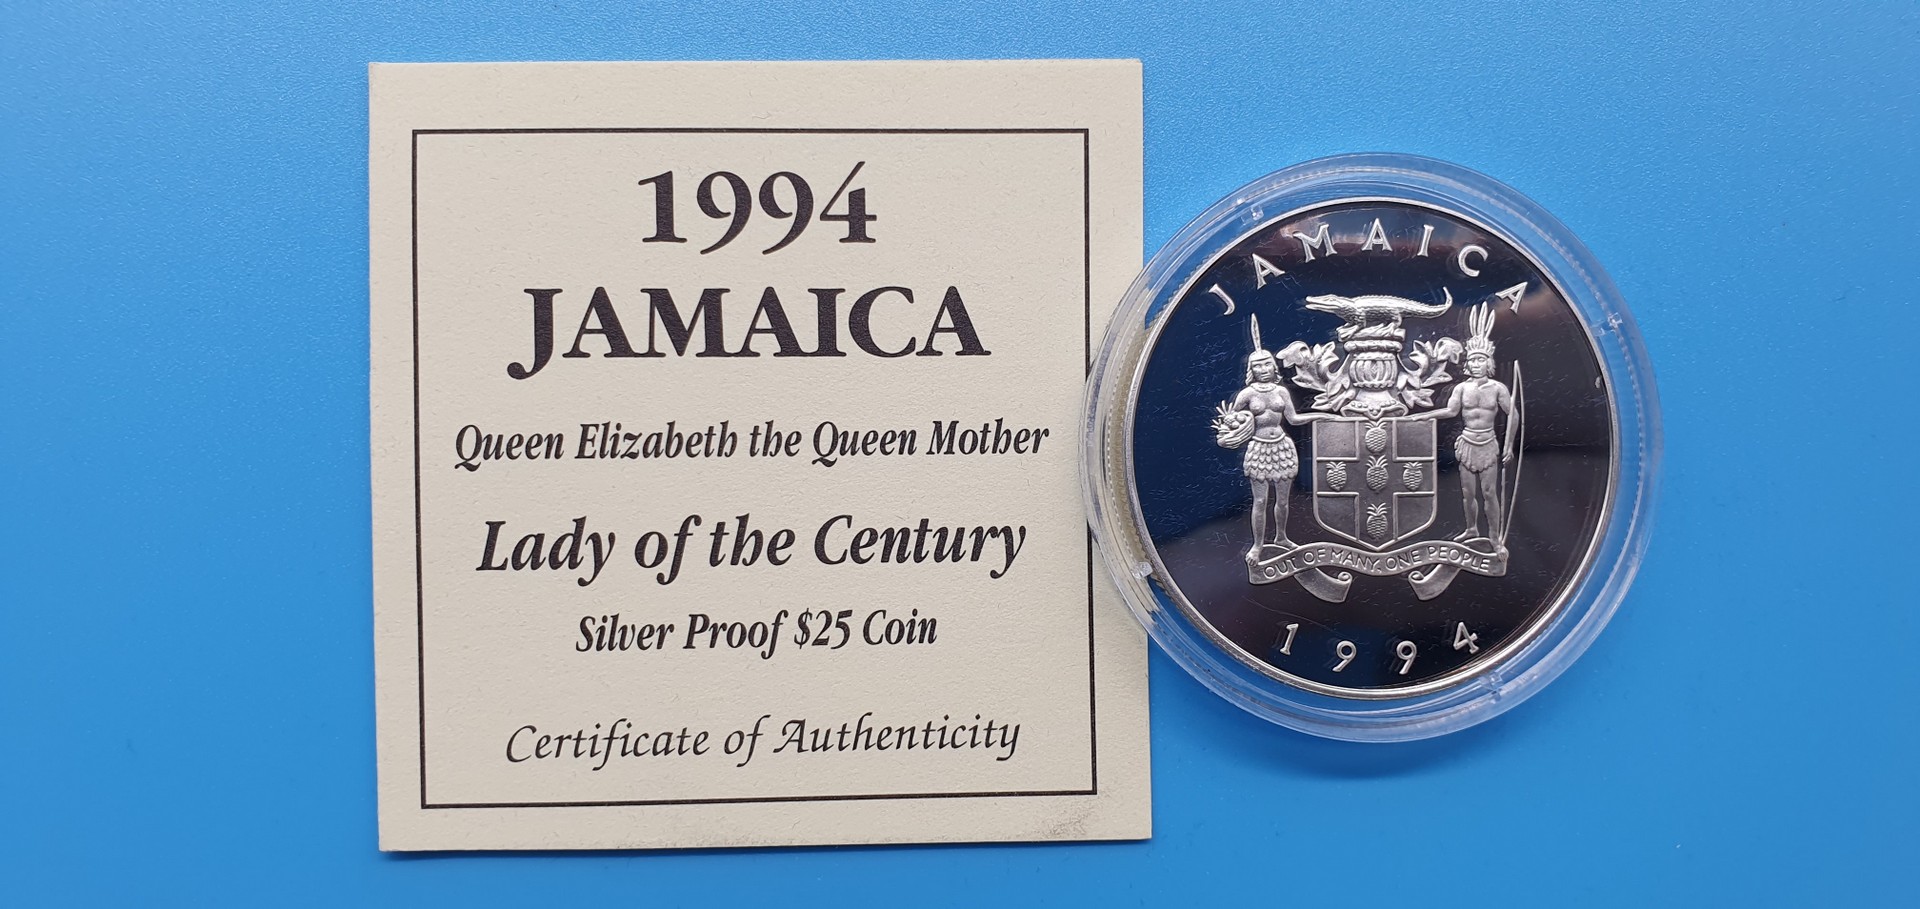 1994
JAMAICA
Queen Elizabeth the Queen Mother
Lady of the Century
Silver Proof $25 Coin
Certificate of Authenticity
JAMAICA
OUT OF MANY, ONE PEOPLE
1994